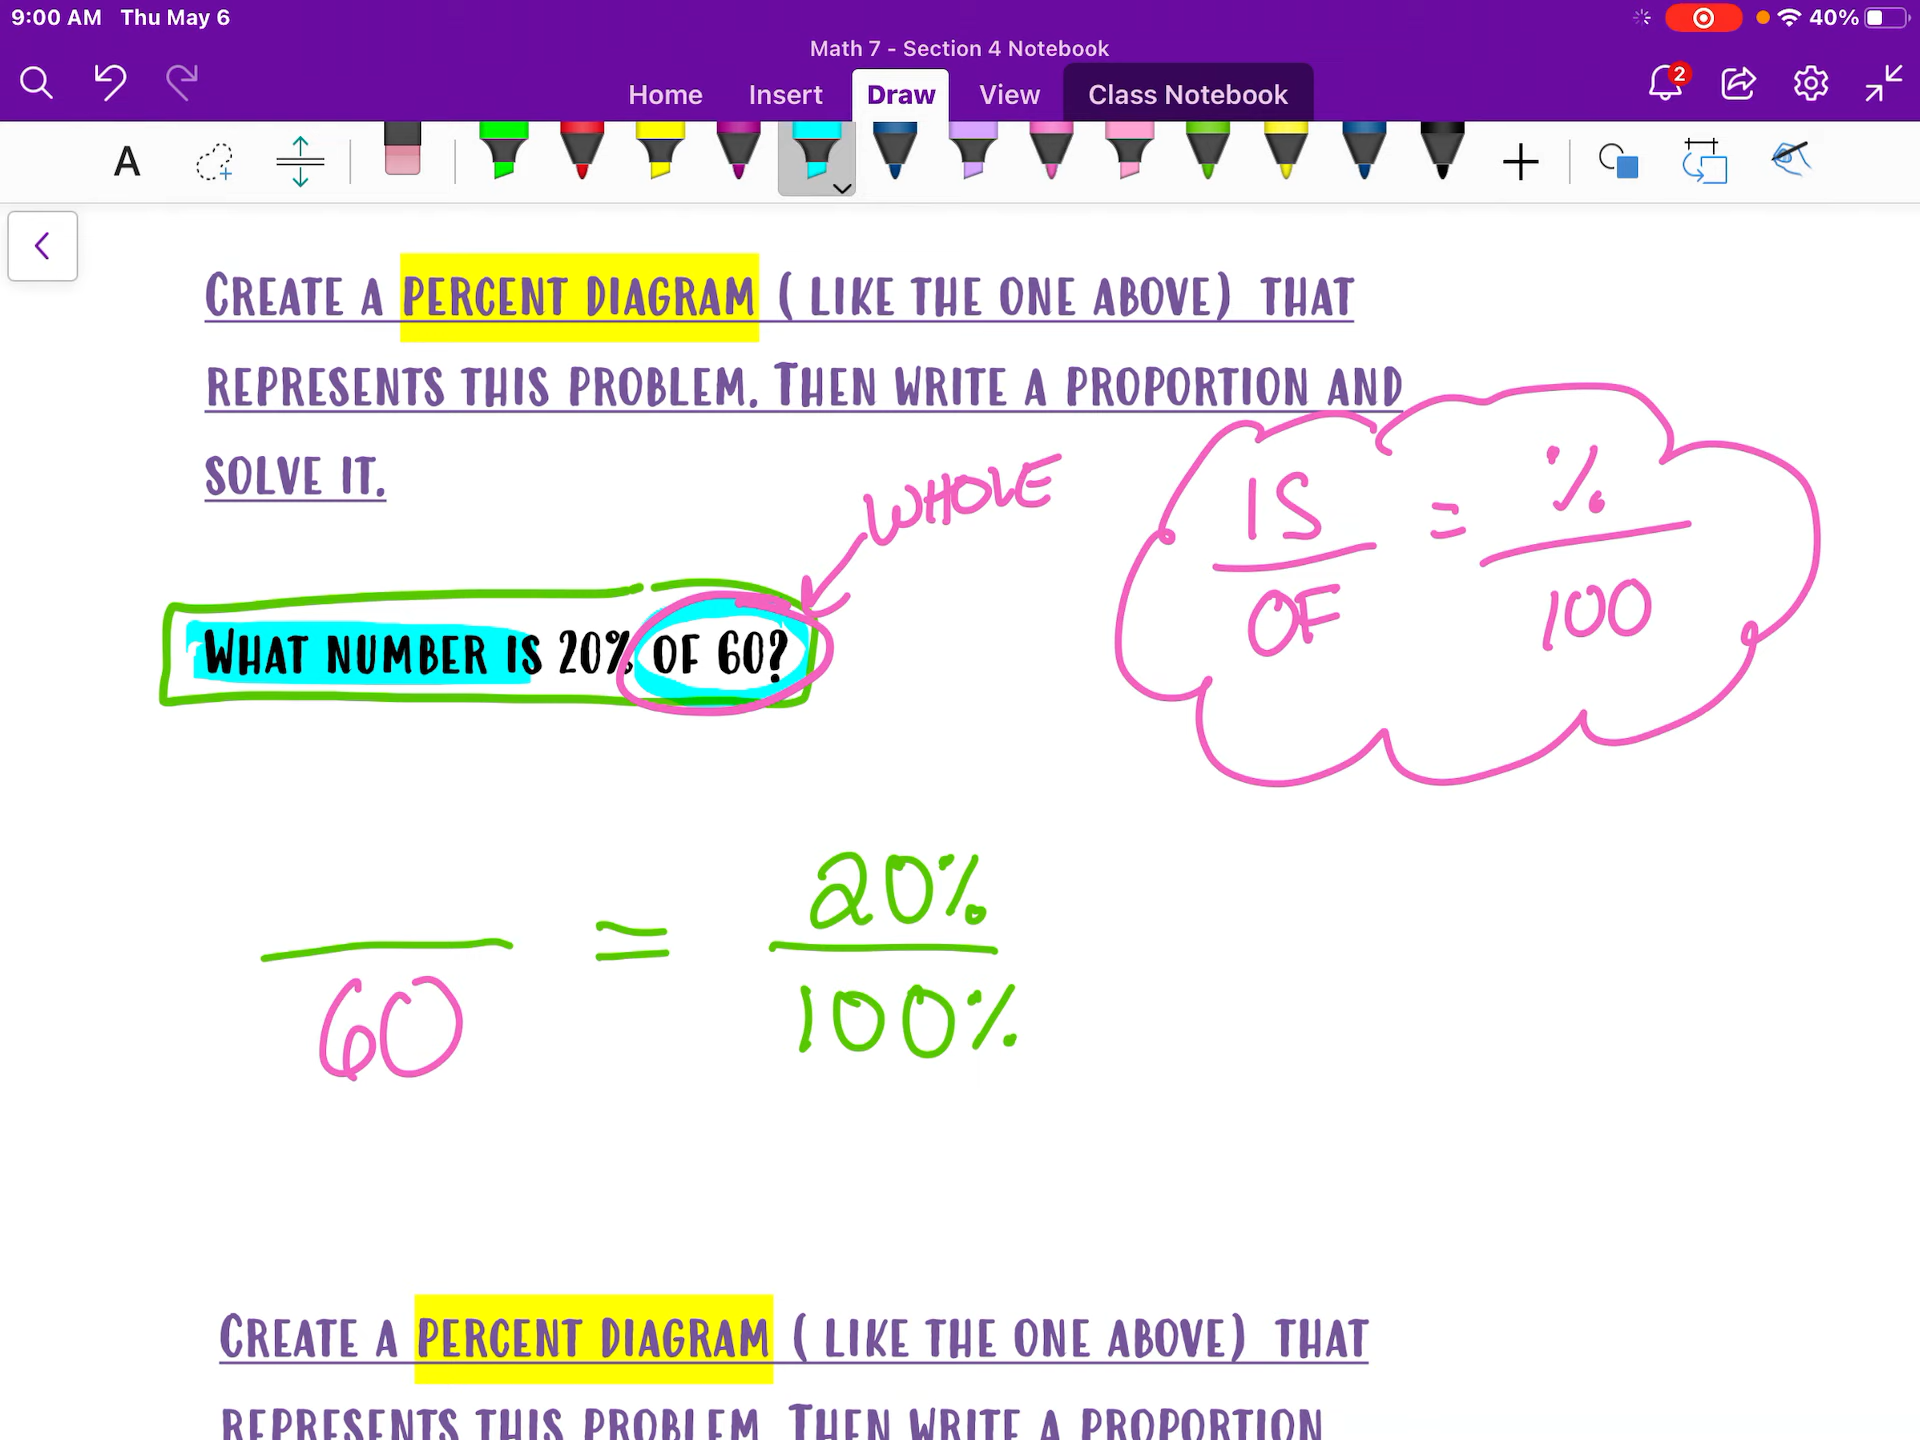 9:00 AM Thu May 6
40%
Math 7 - Section 4 Notebook
2
Home Insert Draw View Class Notebook
A
CREATE A PERCENT DIAGRAM ( LIKE THE ONE ABOVE) THAT
REPRESENTS THIS PROBLEM. THEN WRITE A PROPORTION AND
SOLVE IT.
WHOLE
IS = %
OF 100
WHAT NUMBER IS 20% OF 60?
= 20%
60 100%
CREATE A PERCENT DIAGRAM ( LIKE THE ONE ABOVE) THAT
REPRESENTS THIS PROBLEM. THEN WRITE A PROPORTION